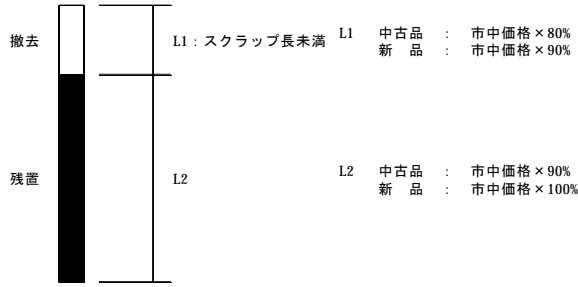 撤去
L1：スクラップ長未満
L1 中古品 ： 市中価格×80%
新 品 ： 市中価格×90%
残置
L2
L2 中古品 ： 市中価格×90%
新 品 ： 市中価格×100%